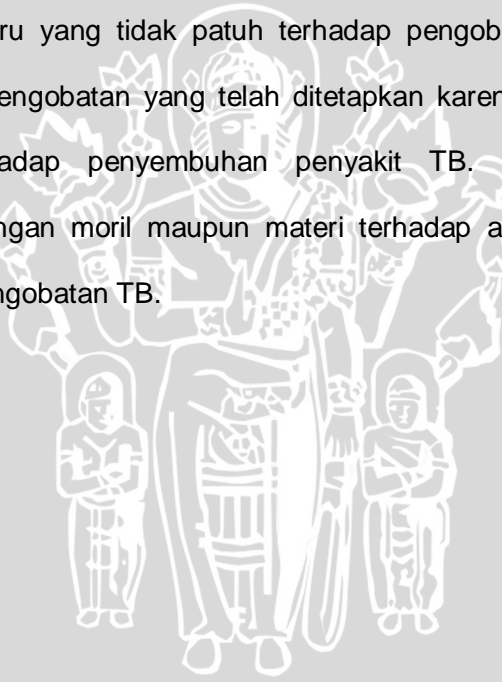 ru yang tidak patuh terhadap pengob
engobatan yang telah ditetapkan karen
adap penyembuhan penyakit TB.
ngan moril maupun materi terhadap a
ngobatan TB.